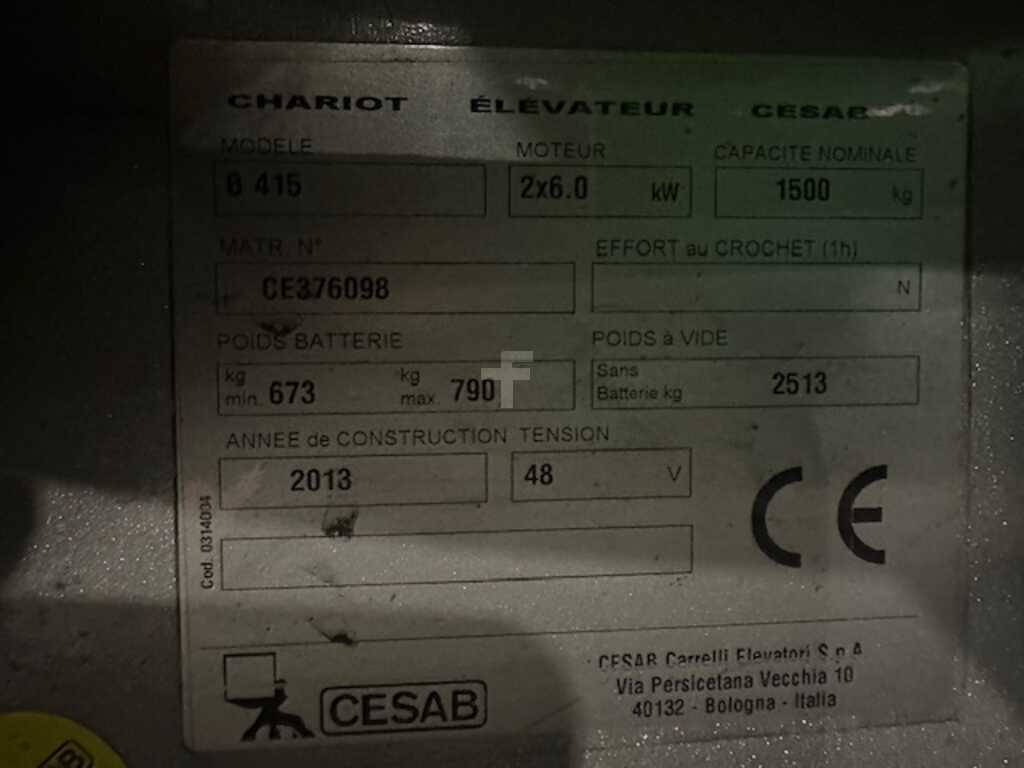 CHARIOT ÉLÉVATEUR CESAB
MODELE MOTEUR CAPACITE NOMINALE
B 415 2x6.0 kW 1500 kg
MATR. N° EFFORT au CROCHET (1h)
CE376098 N
POIDS BATTERIE POIDS à VIDE
kg min. 673 kg max. 790 Sans Batterie kg 2513
ANNEE de CONSTRUCTION TENSION
2013 48 V
Cod. 0314004
CE
CESAB
CESAB Carrelli Elevatori S.p.A.
Via Persicetana Vecchia 10
40132 - Bologna - Italia